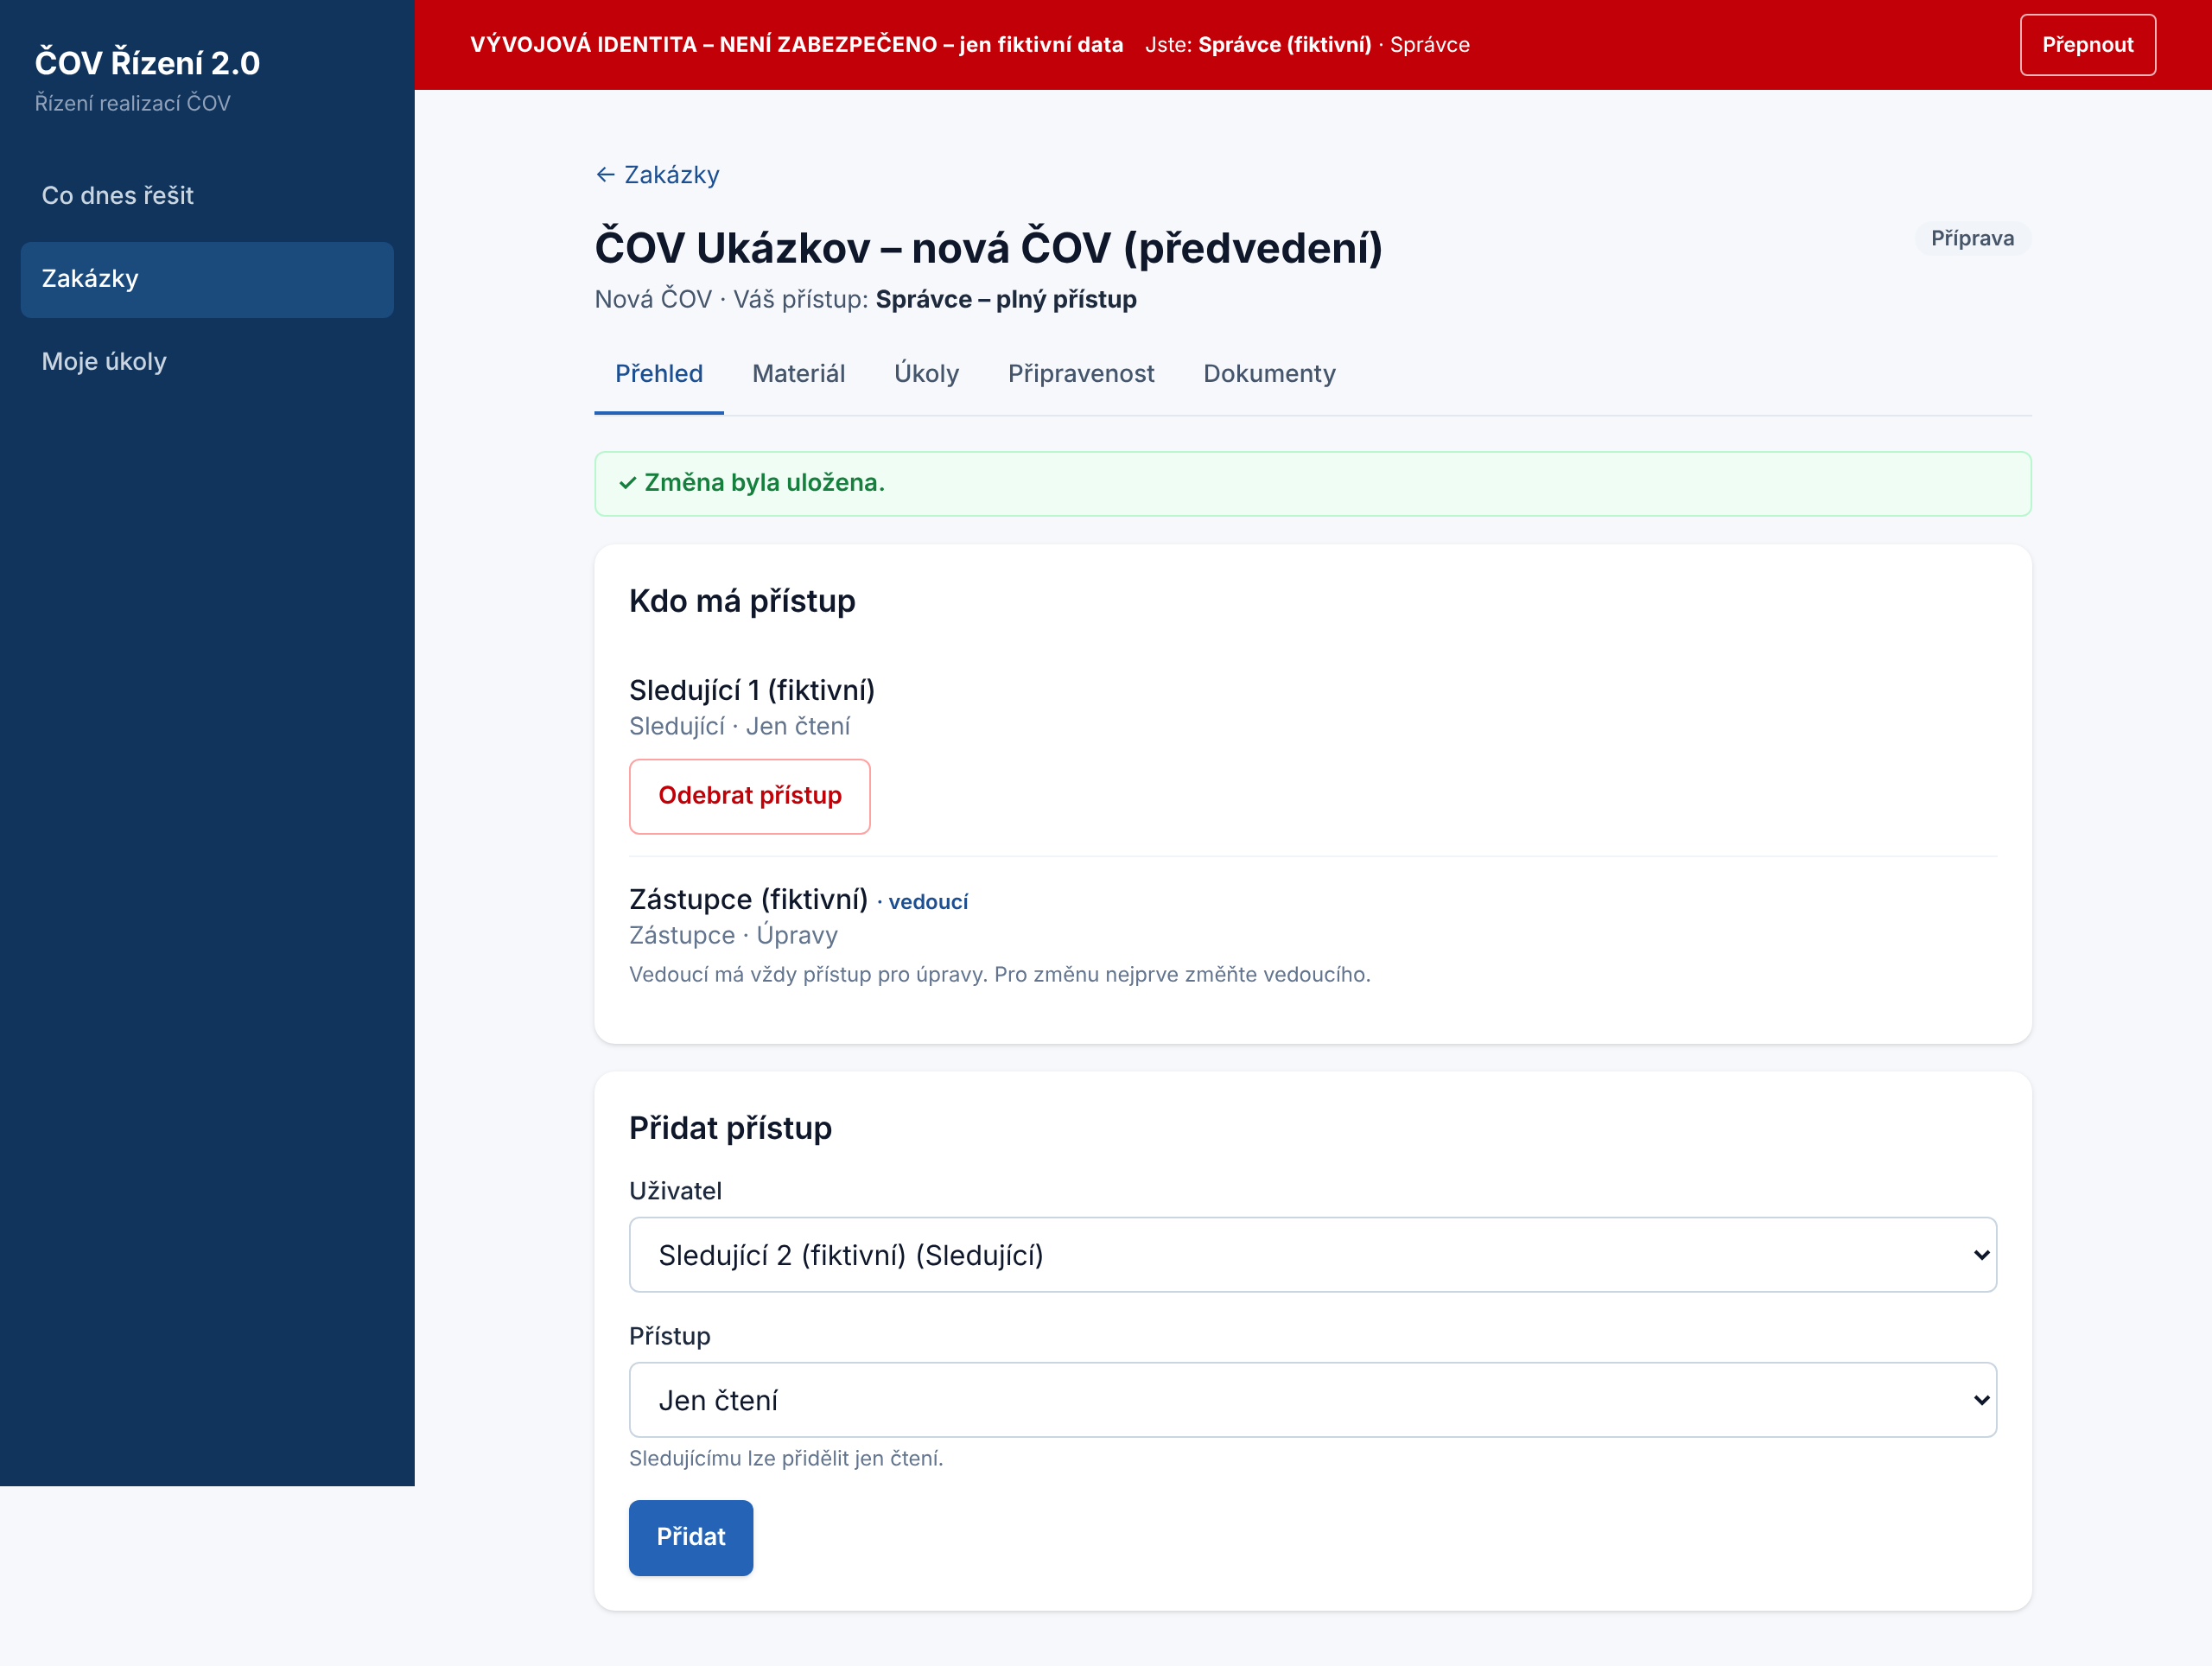 ČOV Řízení 2.0
Řízení realizací ČOV
Co dnes řešit
Zakázky
Moje úkoly
VÝVOJOVÁ IDENTITA – NENÍ ZABEZPEČENO – jen fiktivní data Jste: Správce (fiktivní) · Správce
Přepnout
← Zakázky
ČOV Ukázkov – nová ČOV (předvedení)
Příprava
Nová ČOV · Váš přístup: Správce – plný přístup
Přehled Materiál Úkoly Připravenost Dokumenty
✓ Změna byla uložena.
Kdo má přístup
Sledující 1 (fiktivní)
Sledující · Jen čtení
Odebrat přístup
Zástupce (fiktivní) · vedoucí
Zástupce · Úpravy
Vedoucí má vždy přístup pro úpravy. Pro změnu nejprve změňte vedoucího.
Přidat přístup
Uživatel
Sledující 2 (fiktivní) (Sledující)
Přístup
Jen čtení
Sledujícímu lze přidělit jen čtení.
Přidat